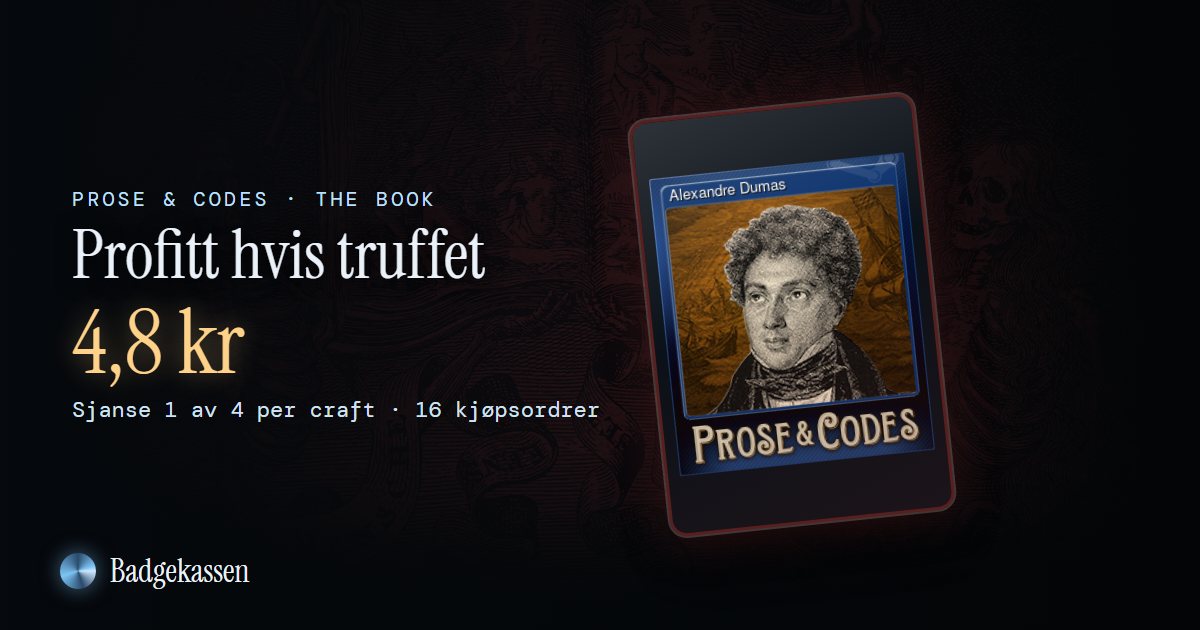 PROSE & CODES · THE BOOK
Profitt hvis truffet
4,8 kr
Sjanse 1 av 4 per craft · 16 kjøpsordrer
Badgekassen
Alexandre Dumas
PROSE & CODES